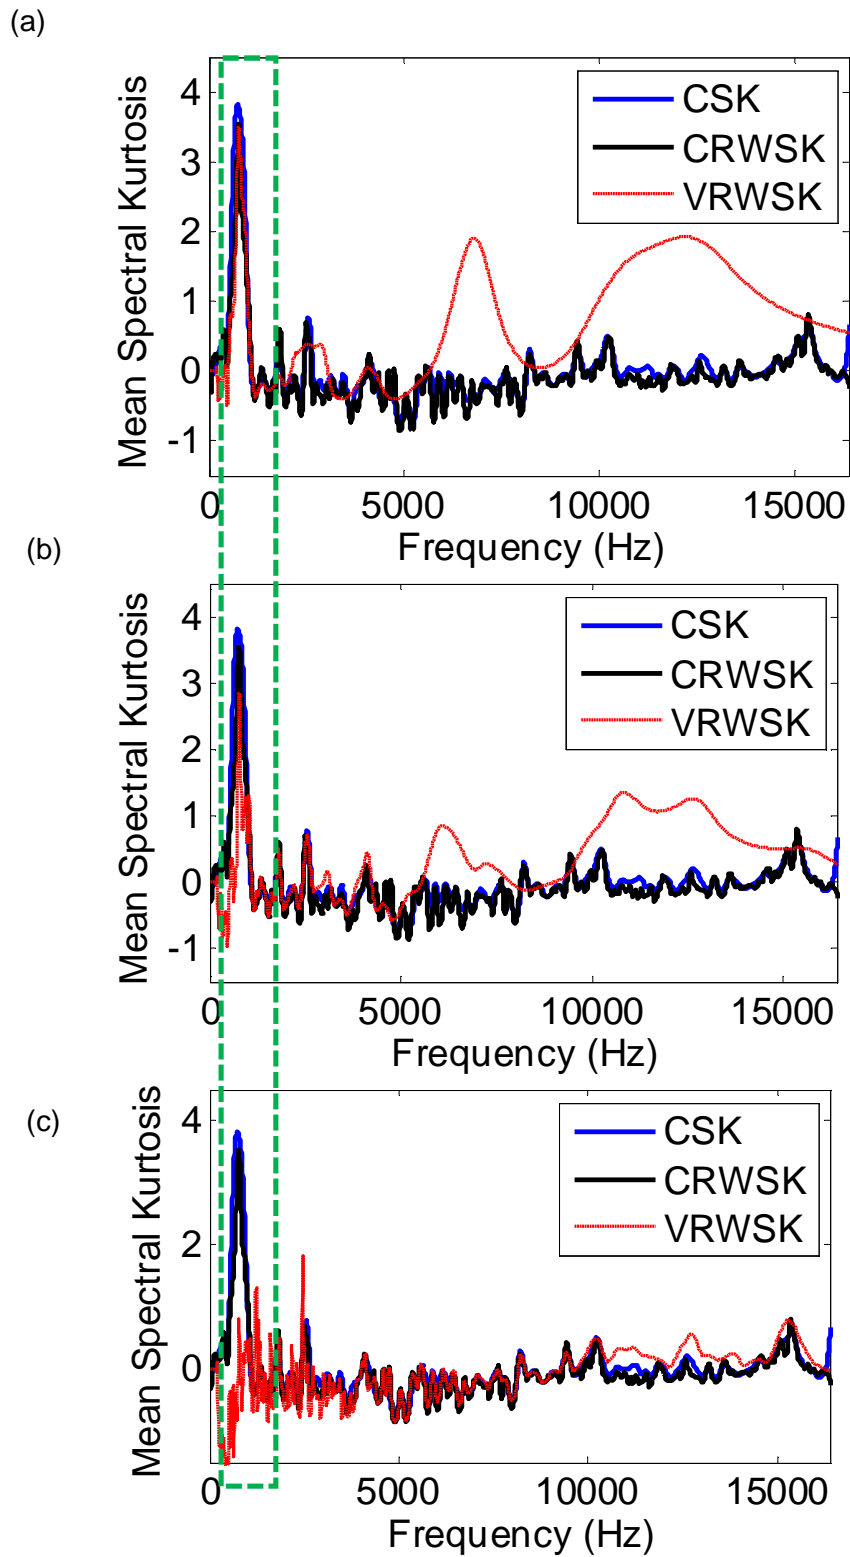 (a)
Mean Spectral Kurtosis
4
3
2
1
0
-1
CSK
CRWSK
VRWSK
0 5000 10000 15000
Frequency (Hz)
(b)
Mean Spectral Kurtosis
4
3
2
1
0
-1
CSK
CRWSK
VRWSK
0 5000 10000 15000
Frequency (Hz)
(c)
Mean Spectral Kurtosis
4
2
0
CSK
CRWSK
VRWSK
0 5000 10000 15000
Frequency (Hz)